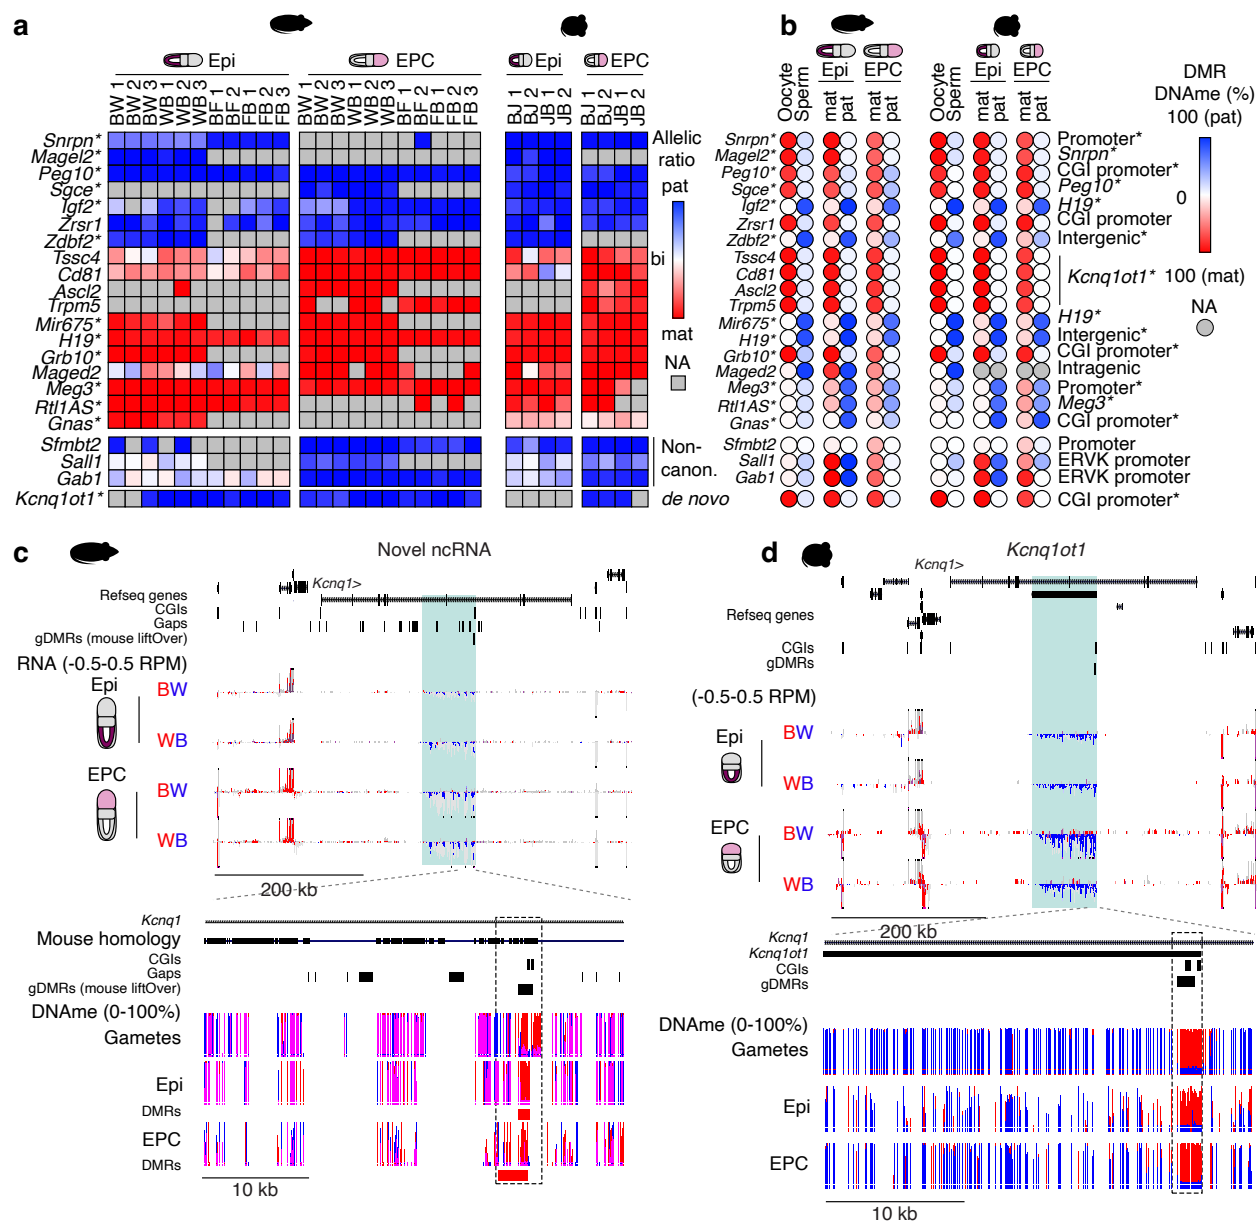 a
Epi
EPC
Epi
EPC
BW 1
BW 2
BW 3
WB 1
WB 2
WB 3
BF 1
BF 2
FB 1
FB 2
FB 3
BW 1
BW 2
BW 3
WB 1
WB 2
WB 3
BF 1
BF 2
FB 1
FB 2
FB 3
BJ 1
BJ 2
JB 1
JB 2
BJ 1
BJ 2
JB 1
JB 2
Snrpn*
Magel2*
Peg10*
Sgce*
Igf2*
Zrsr1
Zdbf2*
Tssc4
Cd81
Ascl2
Trpm5
Mir675*
H19*
Grb10*
Maged2
Meg3*
Rtl1AS*
Gnas*
Sfmbt2
Sall1
Gab1
Kcnq1ot1*
Allelic
ratio
pat
bi
mat
NA
Non-
canon.
de novo
b
Oocyte
Sperm
Epi
mat
pat
EPC
mat
pat
Oocyte
Sperm
Epi
mat
pat
EPC
mat
pat
Snrpn*
Magel2*
Peg10*
Sgce*
Igf2*
Zrsr1
Zdbf2*
Tssc4
Cd81
Ascl2
Trpm5
Mir675*
H19*
Grb10*
Maged2
Meg3*
Rtl1AS*
Gnas*
Sfmbt2
Sall1
Gab1
Kcnq1ot1*
Promoter*
Snrpn*
CGI promoter*
Peg10*
H19*
CGI promoter
Intergenic*
Kcnq1ot1*
H19*
Intergenic*
CGI promoter*
Intragenic
Promoter*
Meg3*
CGI promoter*
Promoter
ERVK promoter
ERVK promoter
CGI promoter*
DMR
DNAme (%)
100 (pat)
0
100 (mat)
NA
c
Novel ncRNA
Kcnq1>
Refseq genes
CGIs
Gaps
gDMRs (mouse liftOver)
RNA (-0.5-0.5 RPM)
Epi
BW
WB
EPC
BW
WB
200 kb
Kcnq1
Mouse homology
CGIs
Gaps
gDMRs (mouse liftOver)
DNAme (0-100%)
Gametes
Epi
DMRs
EPC
DMRs
10 kb
d
Kcnq1ot1
Kcnq1>
Refseq genes
CGIs
gDMRs
(-0.5-0.5 RPM)
Epi
BW
WB
EPC
BW
WB
200 kb
Kcnq1
Kcnq1ot1
CGIs
gDMRs
DNAme (0-100%)
Gametes
Epi
EPC
10 kb